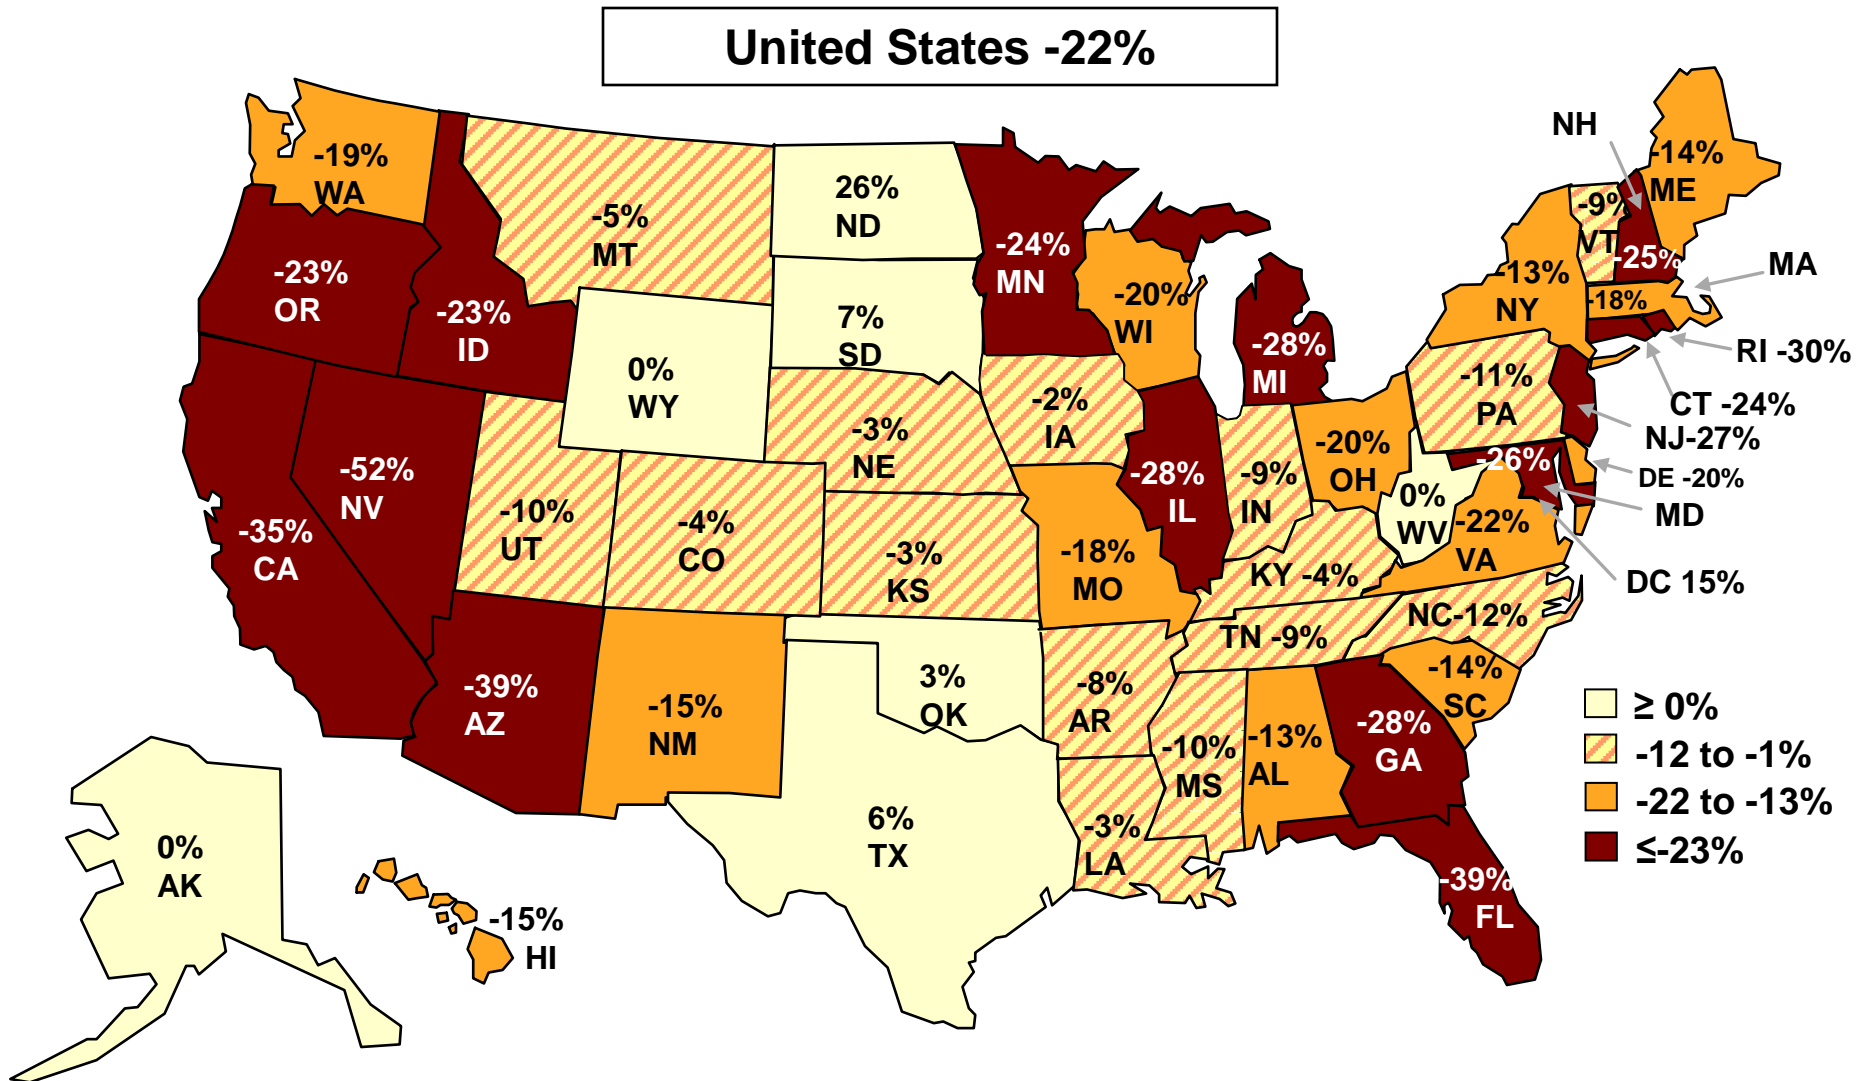 United States -22%
NH
-19%
WA
-14%
ME
26%
ND
-9%
VT
-5%
MT
-24%
MN
-25%
MA
-23%
OR
-13%
NY
-20%
WI
-18%
-23%
ID
7%
SD
-28%
MI
RI -30%
0%
WY
-11%
PA
-2%
IA
CT -24%
-3%
NE
-20%
OH
NJ-27%
-26%
-52%
NV
-28%
IL
-9%
IN
DE -20%
0%
WV
MD
-10%
UT
-4%
CO
-22%
VA
-35%
CA
-3%
KS
-18%
MO
KY -4%
DC 15%
NC-12%
TN -9%
-39%
AZ
3%
OK
-8%
AR
-14%
SC
-15%
NM
-10%
MS
-13%
AL
-28%
GA
≥ 0%
-12 to -1%
-22 to -13%
≤-23%
6%
TX
-3%
LA
0%
AK
-39%
FL
-15%
HI